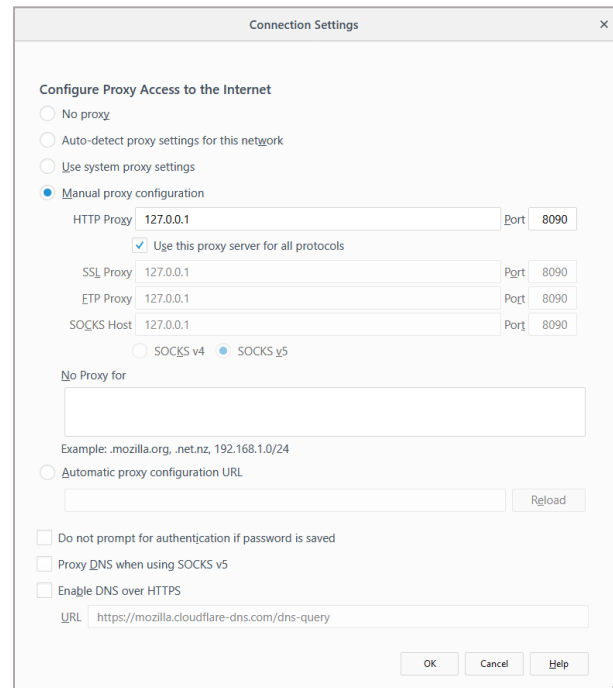 Connection Settings ×
Configure Proxy Access to the Internet
No proxy
Auto-detect proxy settings for this network
Use system proxy settings
Manual proxy configuration
HTTP Proxy 127.0.0.1 Port 8090
Use this proxy server for all protocols
SSL Proxy 127.0.0.1 Port 8090
FTP Proxy 127.0.0.1 Port 8090
SOCKS Host 127.0.0.1 Port 8090
SOCKS v4 SOCKS v5
No Proxy for
Example: .mozilla.org, .net.nz, 192.168.1.0/24
Automatic proxy configuration URL
Reload
Do not prompt for authentication if password is saved
Proxy DNS when using SOCKS v5
Enable DNS over HTTPS
URL https://mozilla.cloudflare-dns.com/dns-query
OK Cancel Help